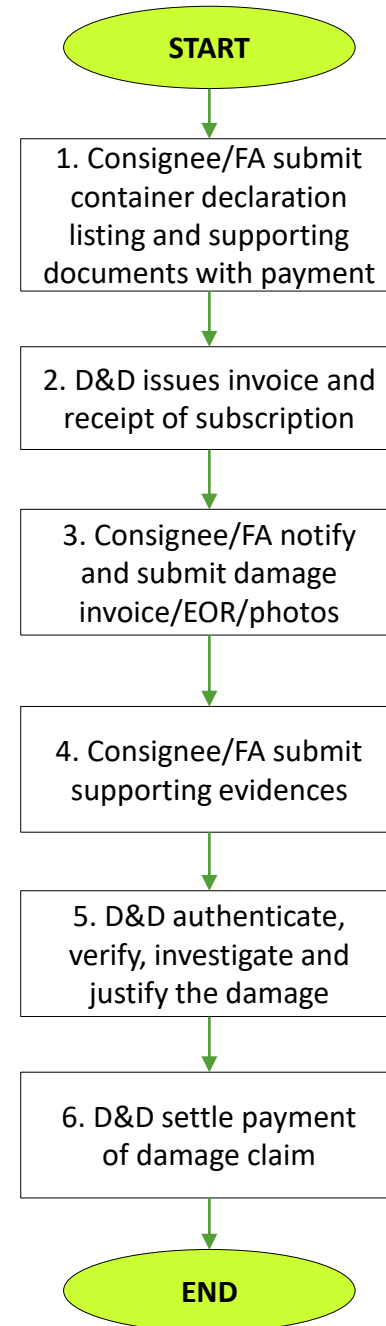 START
1. Consignee/FA submit
container declaration
listing and supporting
documents with payment
2. D&D issues invoice and
receipt of subscription
3. Consignee/FA notify
and submit damage
invoice/EOR/photos
4. Consignee/FA submit
supporting evidences
5. D&D authenticate,
verify, investigate and
justify the damage
6. D&D settle payment
of damage claim
END